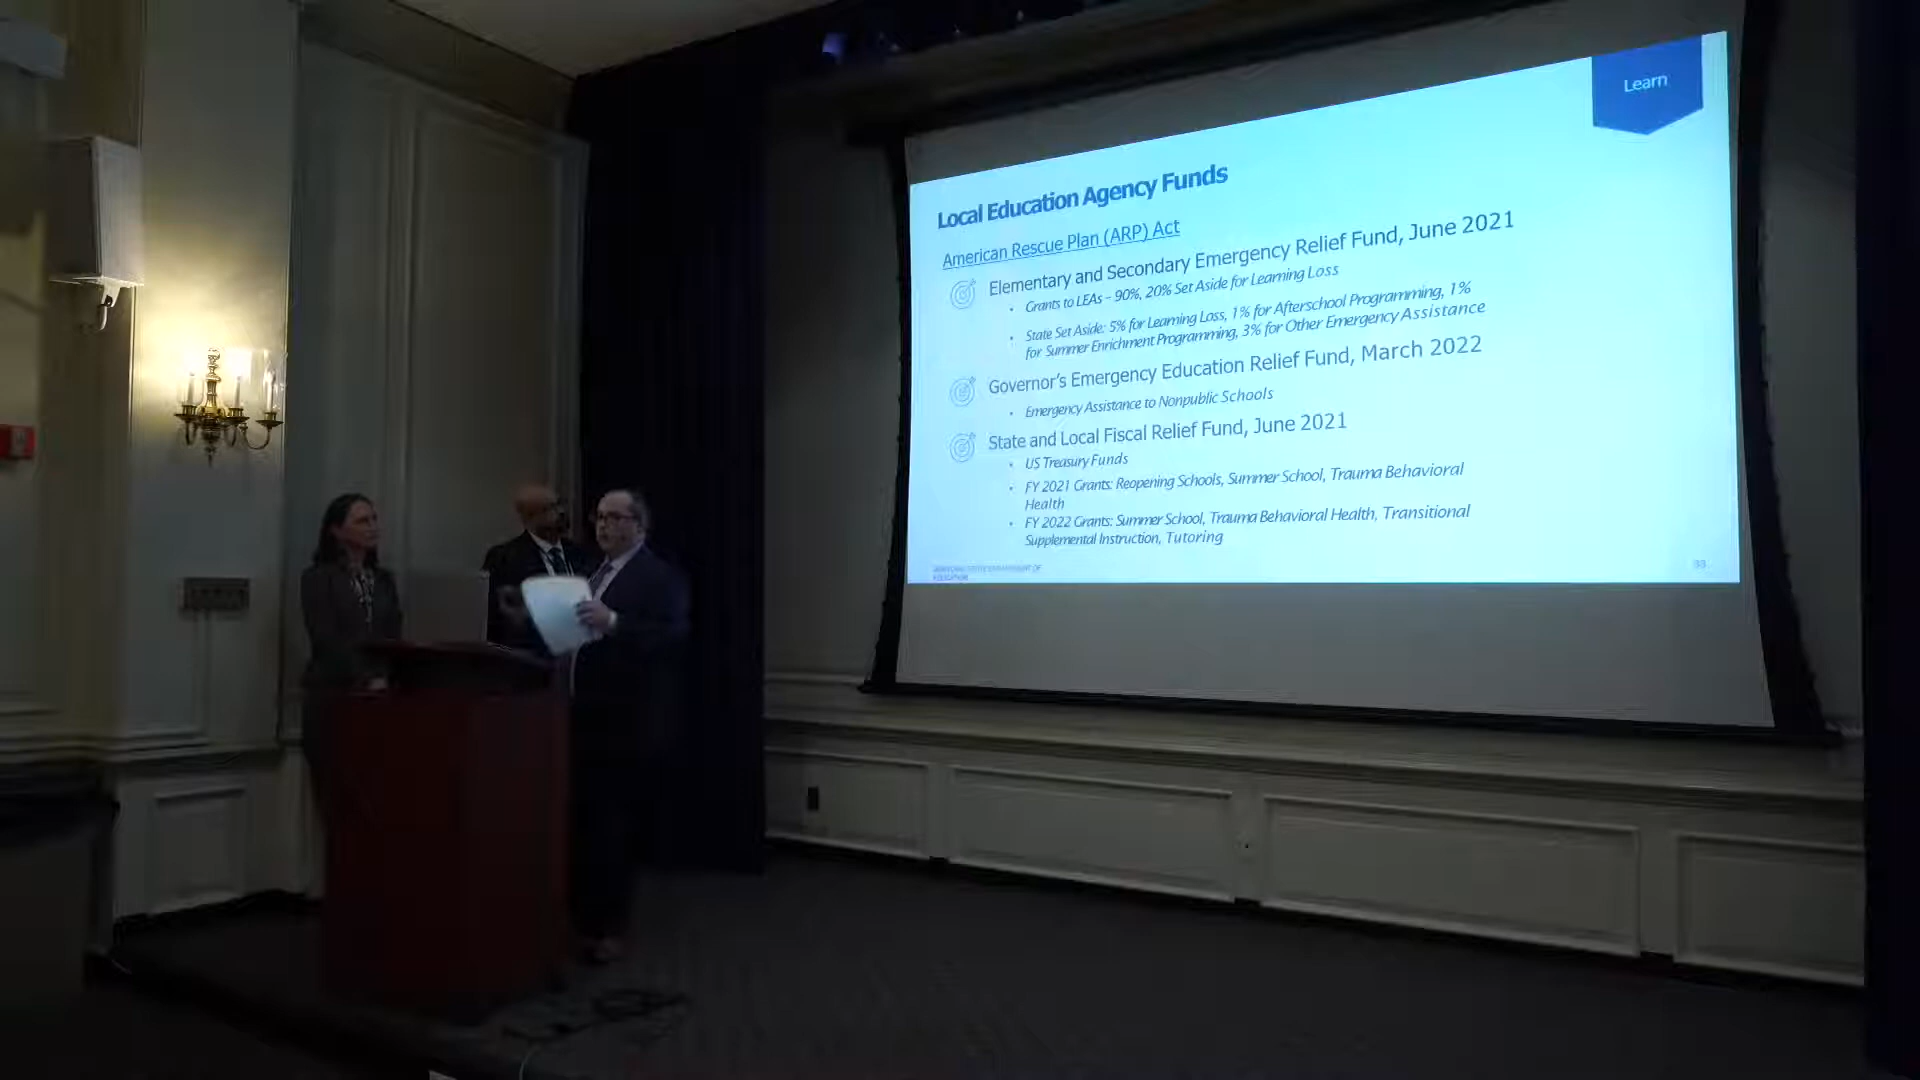 Learn
Local Education Agency Funds
American Rescue Plan (ARP) Act
Elementary and Secondary Emergency Relief Fund, June 2021
• Grants to LEAs – 90%, 20% Set Aside for Learning Loss
• State Set Aside: 5% for Learning Loss, 1% for Afterschool Programming, 1%
for Summer Enrichment Programming, 3% for Other Emergency Assistance
Governor's Emergency Education Relief Fund, March 2022
• Emergency Assistance to Nonpublic Schools
State and Local Fiscal Relief Fund, June 2021
• US Treasury Funds
• FY 2021 Grants: Reopening Schools, Summer School, Trauma Behavioral
Health
• FY 2022 Grants: Summer School, Trauma Behavioral Health, Transitional
Supplemental Instruction, Tutoring
DEPARTMENT OF
EDUCATION
33